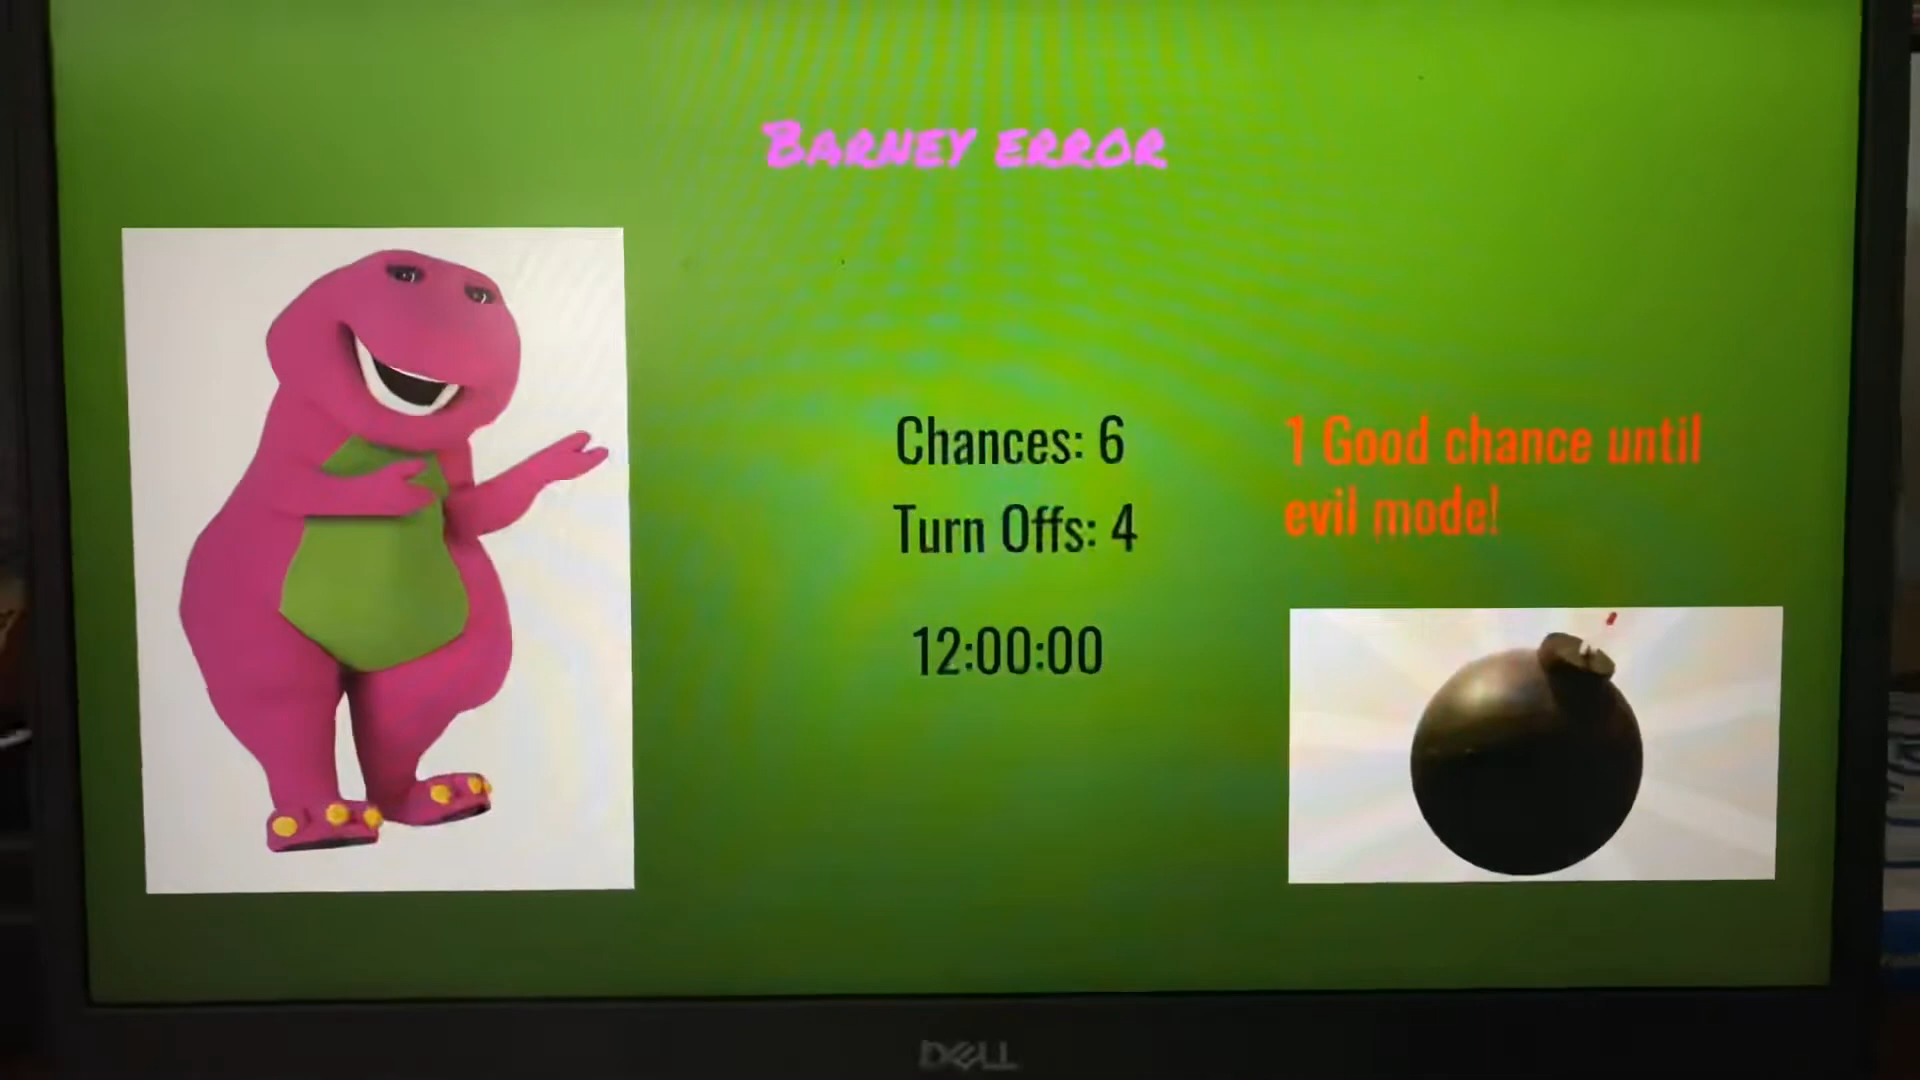 Barney error
Chances: 6
Turn Offs: 4
12:00:00
1 Good chance until
evil mode!
DELL